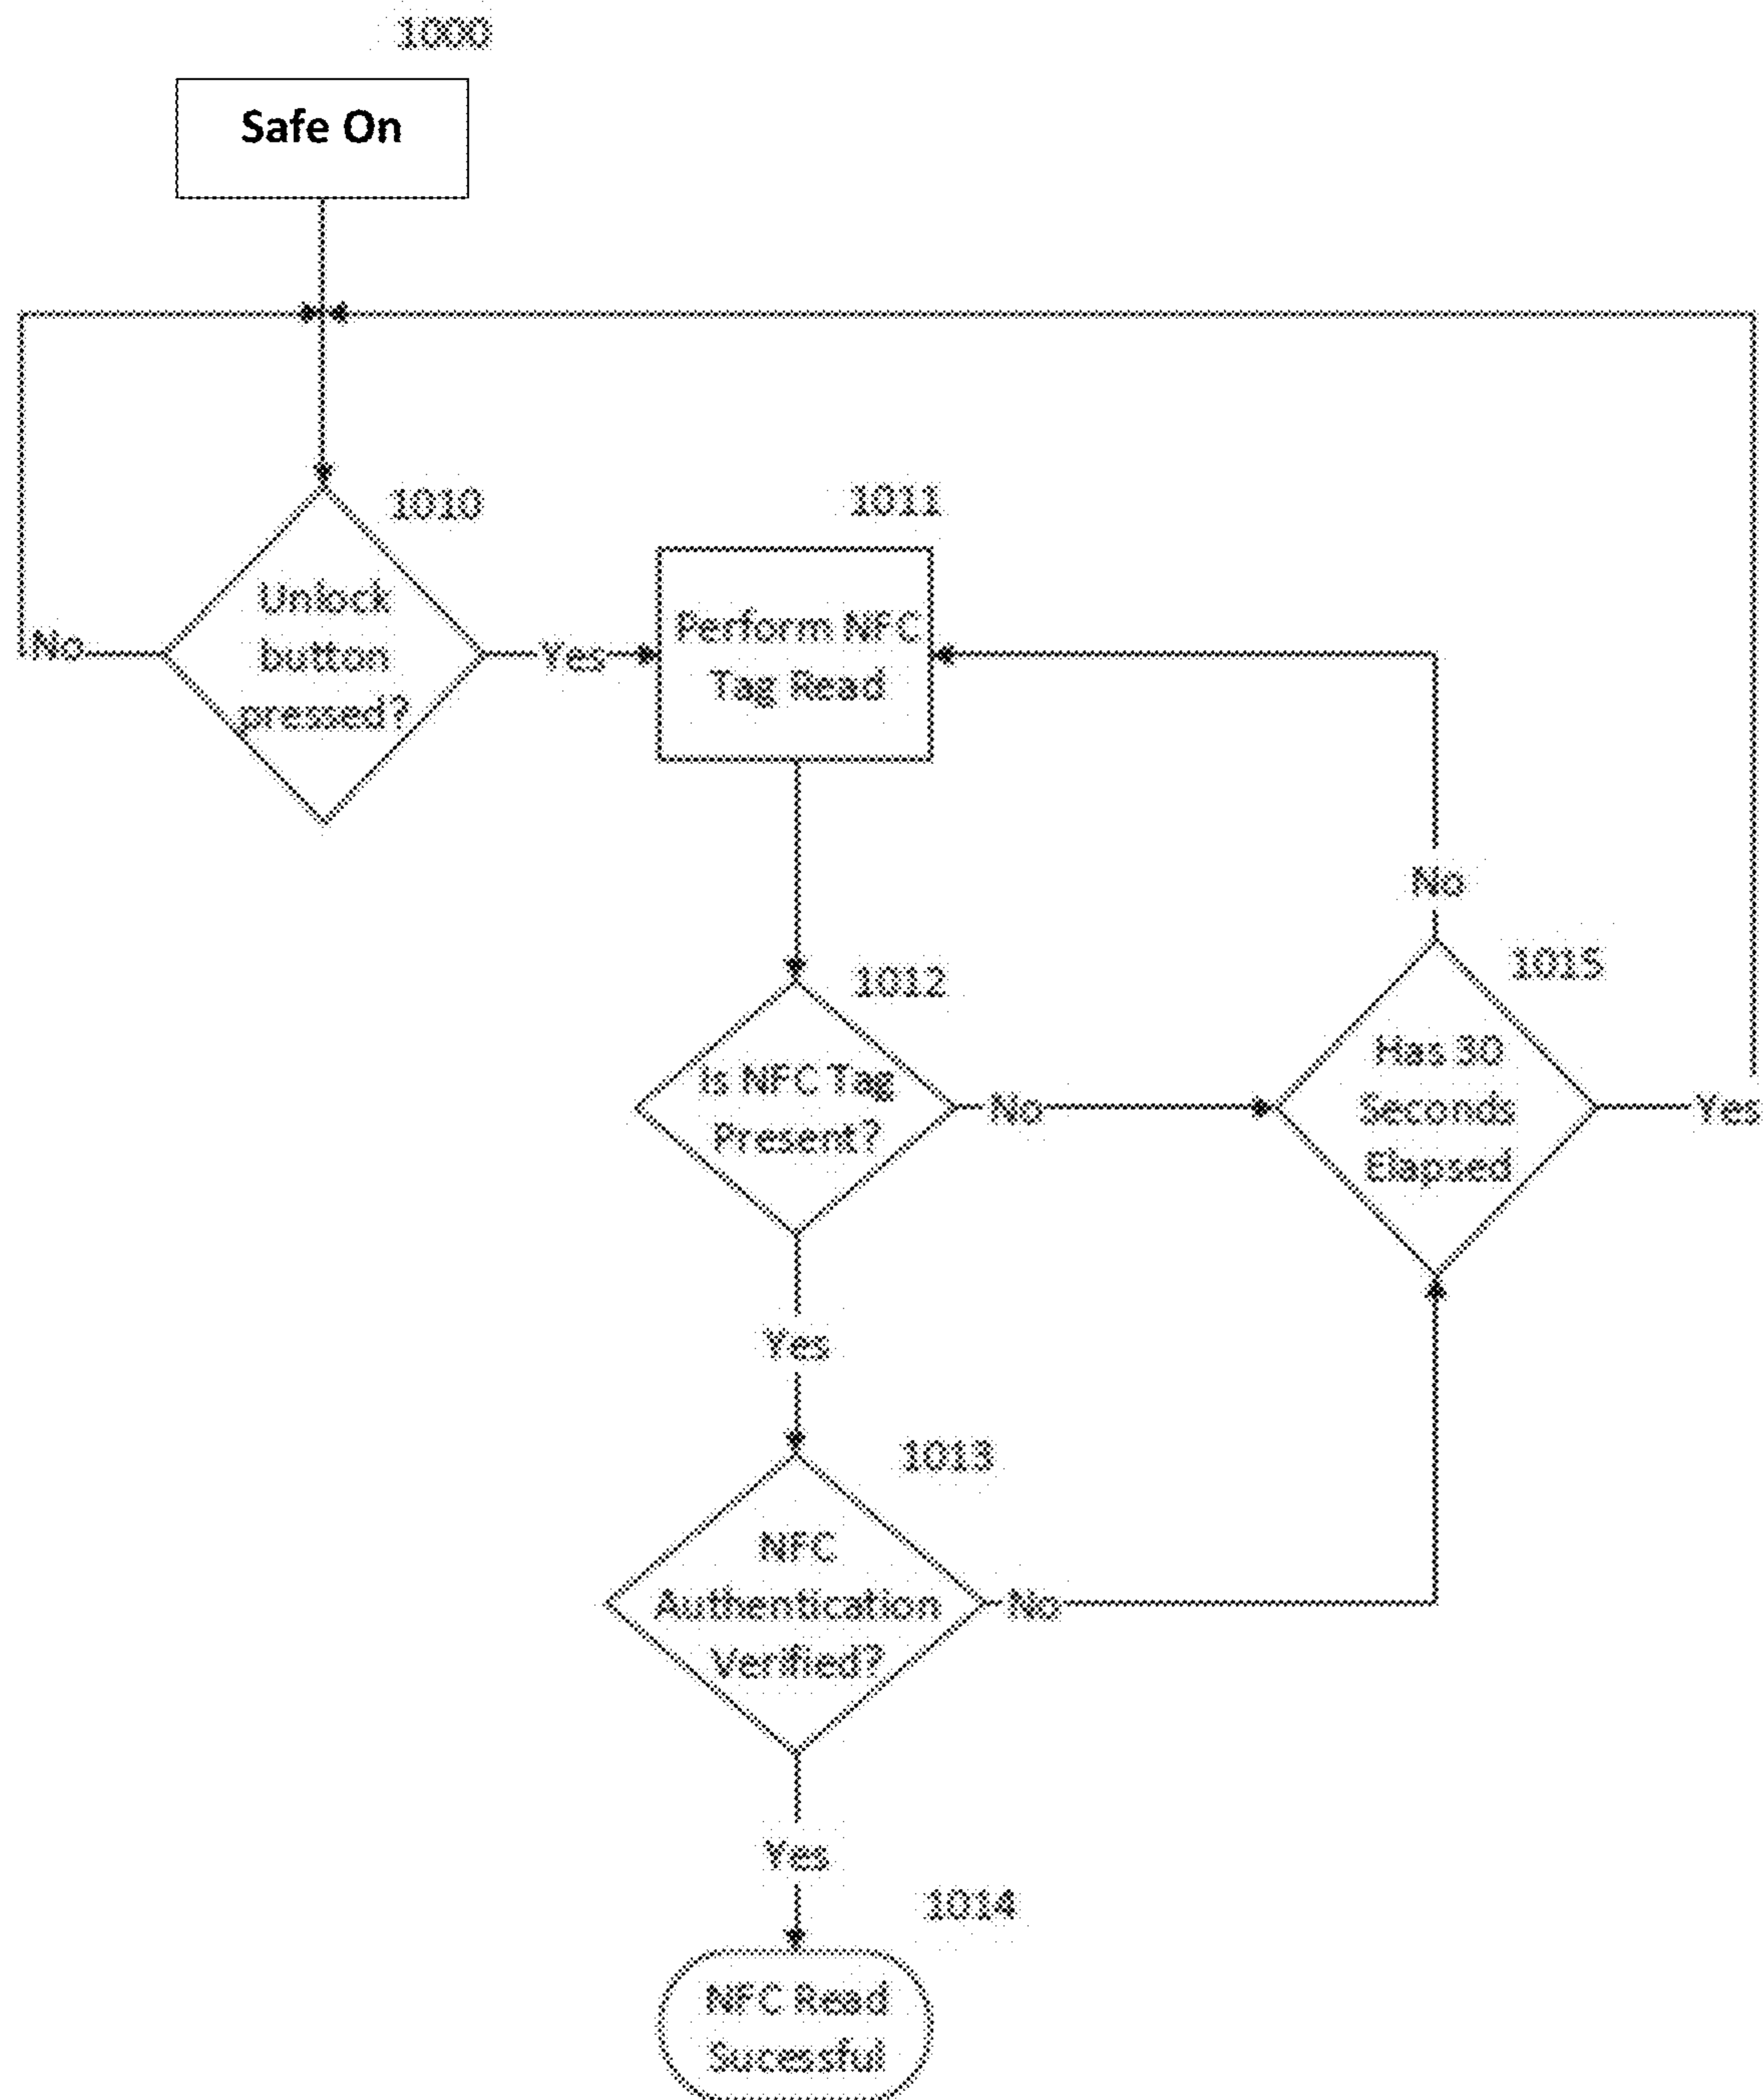 1000
Safe On
1010
Unlock
button
pressed?
No
Yes
1011
Perform NFC
Tag Read
1012
Is NFC Tag
Present?
No
Yes
1015
Has 30
Seconds
Elapsed
No
Yes
1013
NFC
Authentication
Verified?
No
Yes
1014
NFC Read
Sucessful